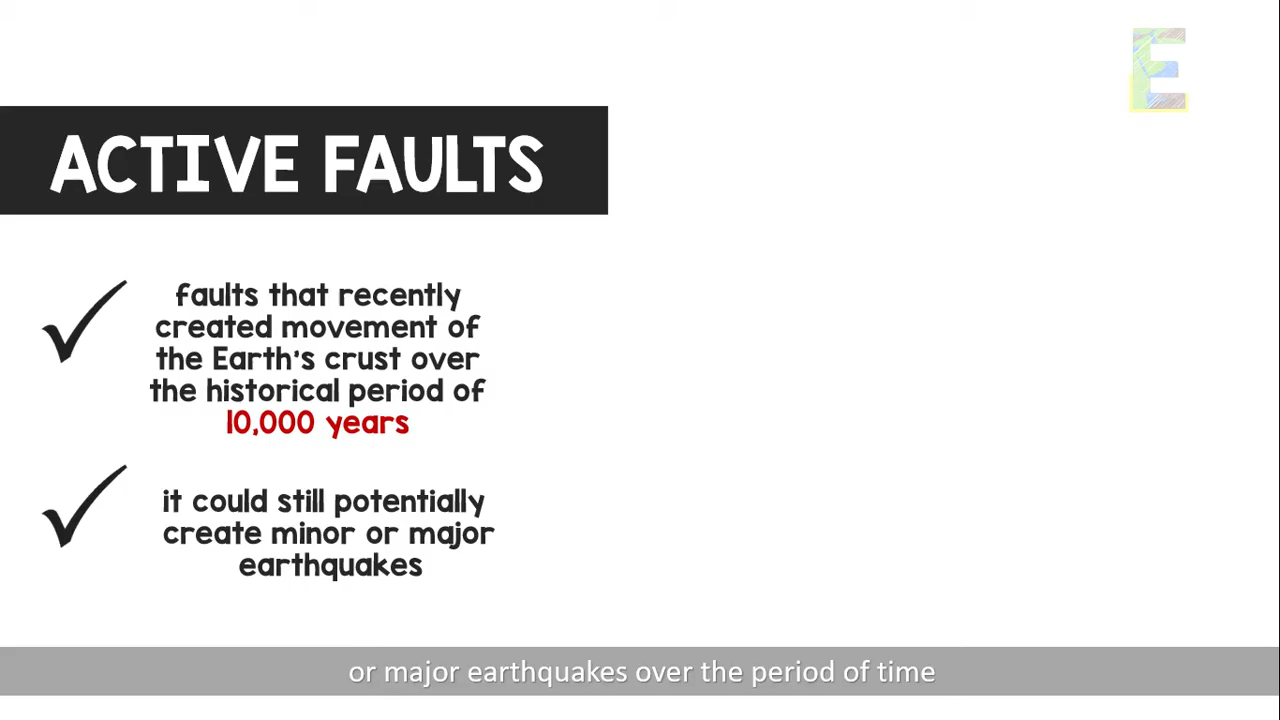 E
ACTIVE FAULTS
faults that recently
created movement of
the Earth's crust over
the historical period of
10,000 years
it could still potentially
create minor or major
earthquakes
or major earthquakes over the period of time